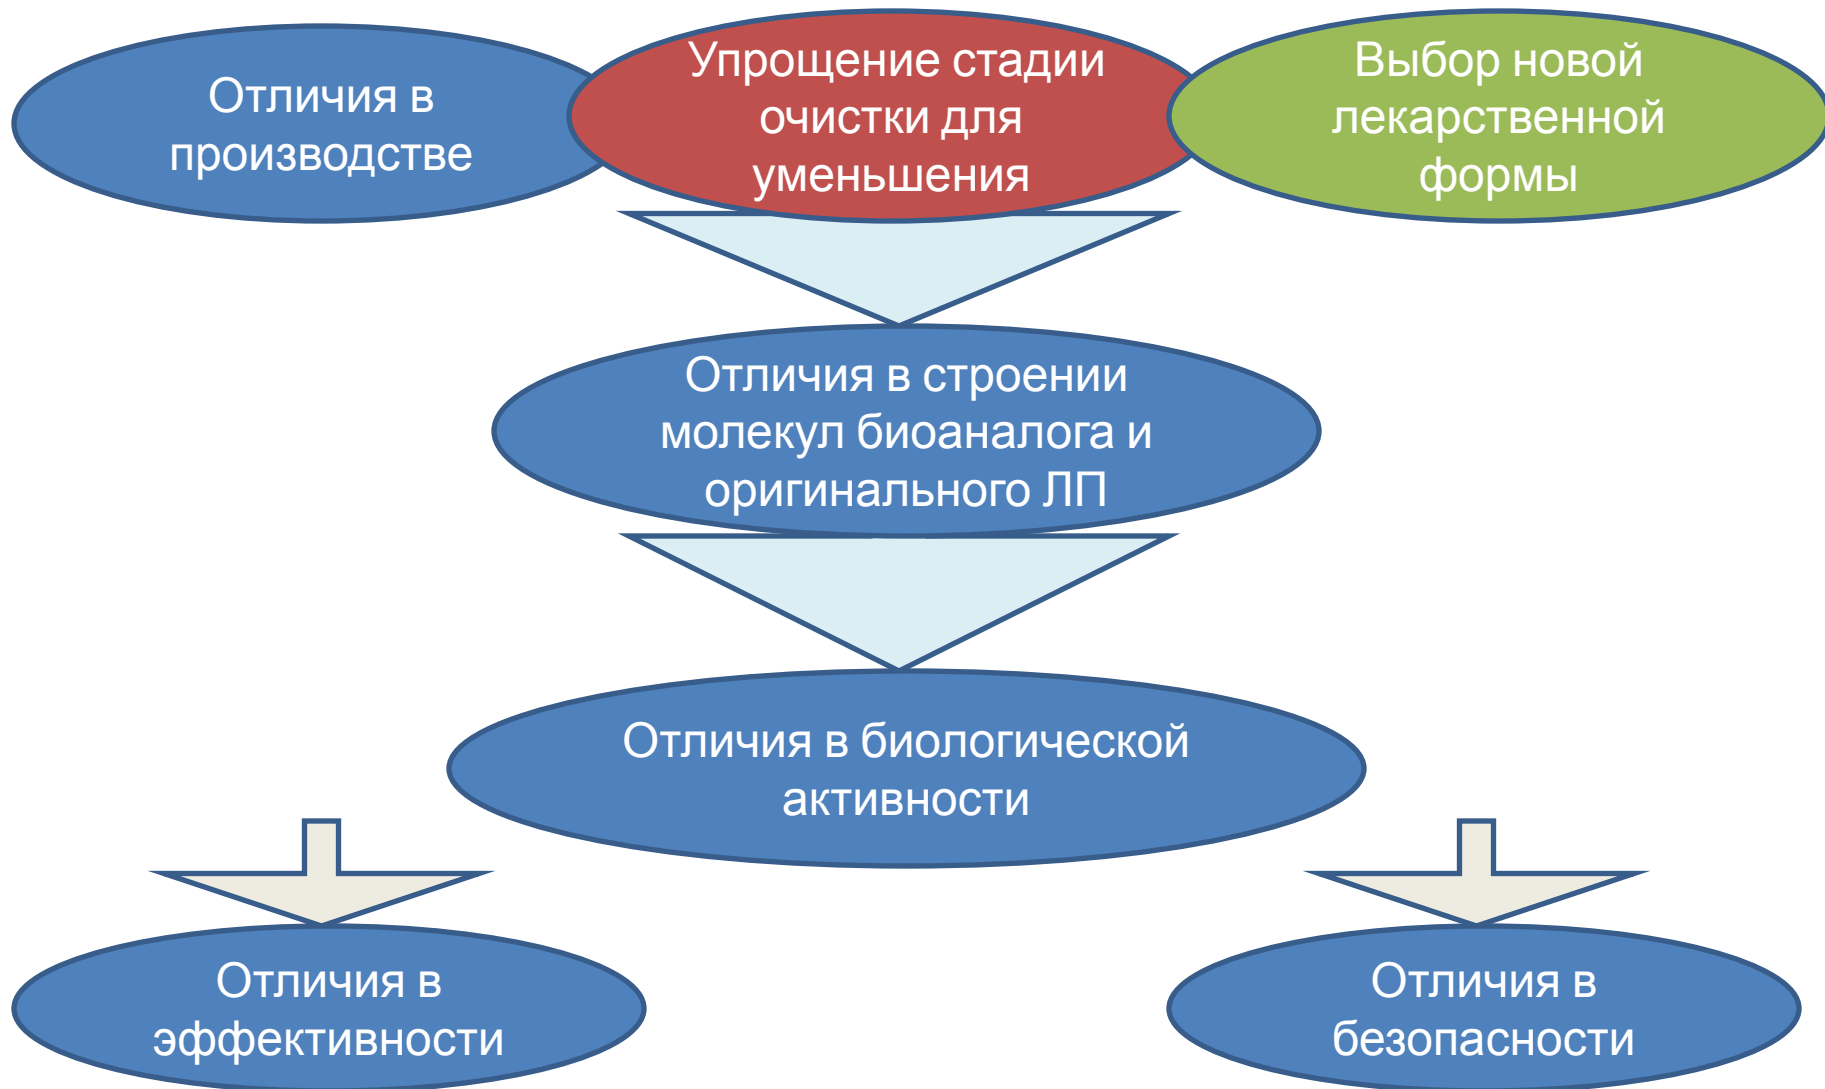 Отличия в
производстве
Упрощение стадии
очистки для
уменьшения
Выбор новой
лекарственной
формы
Отличия в строении
молекул биоаналога и
оригинального ЛП
Отличия в биологической
активности
Отличия в
эффективности
Отличия в
безопасности